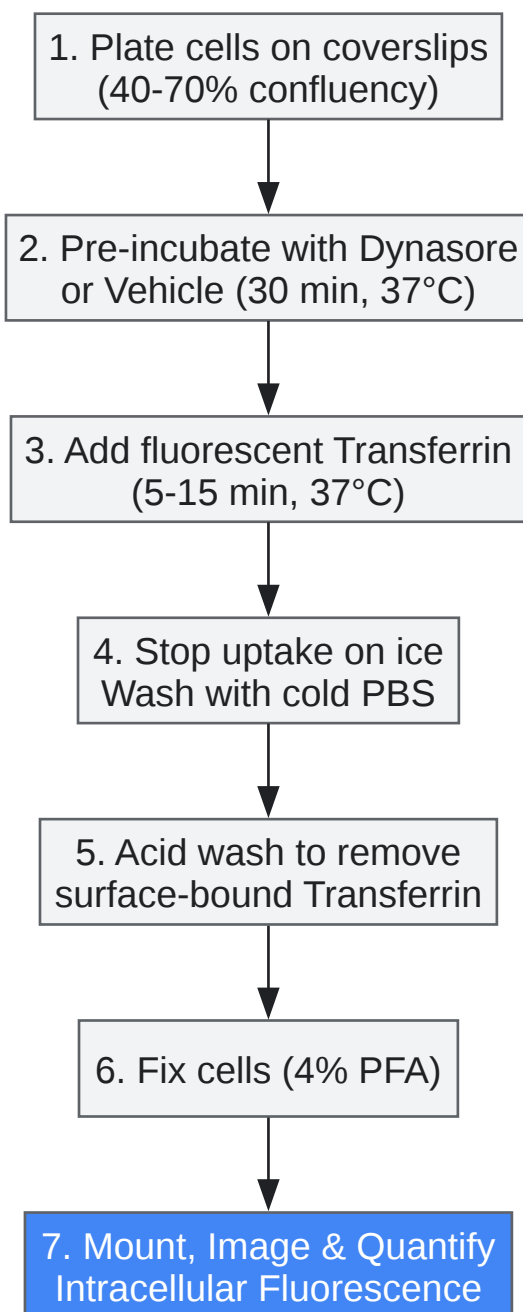 1. Plate cells on coverslips
(40-70% confluency)
2. Pre-incubate with Dynasore
or Vehicle (30 min, 37°C)
3. Add fluorescent Transferrin
(5-15 min, 37°C)
4. Stop uptake on ice
Wash with cold PBS
5. Acid wash to remove
surface-bound Transferrin
6. Fix cells (4% PFA)
7. Mount, Image & Quantify
Intracellular Fluorescence